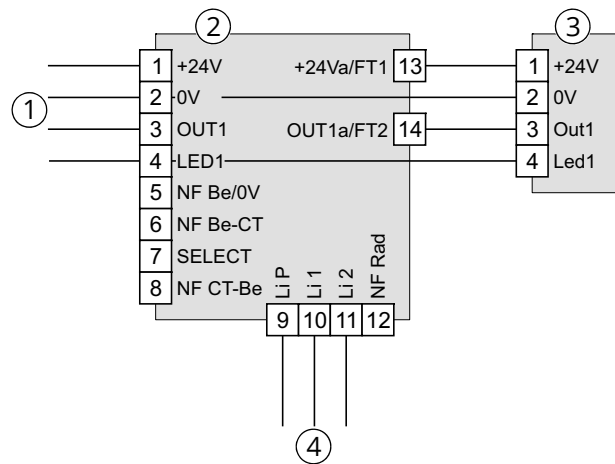 2
3
1 +24V +24Va/FT1 13
1 +24V
2 0V
2 0V
1
3 OUT1 OUT1a/FT2 14
3 Out1
4 LED1
4 Led1
5 NF Be/0V
6 NF Be-CT
7 SELECT
8 NF CT-Be
Li P
Li 1
Li 2
NF Rad
9 10 11 12
4